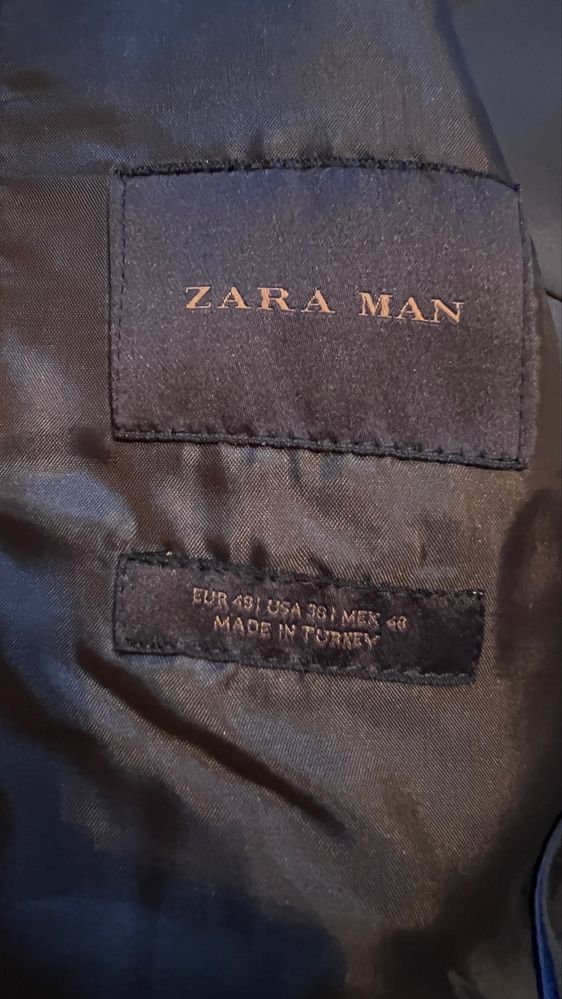 ZARA MAN
EUR 48 | USA 38 | MEX 48
MADE IN TURKEY